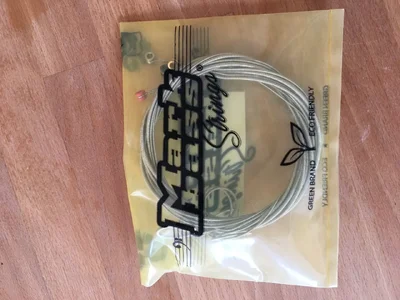 Mark
Bass®
Strings
ECO FRIENDLY
GREEN BRAND